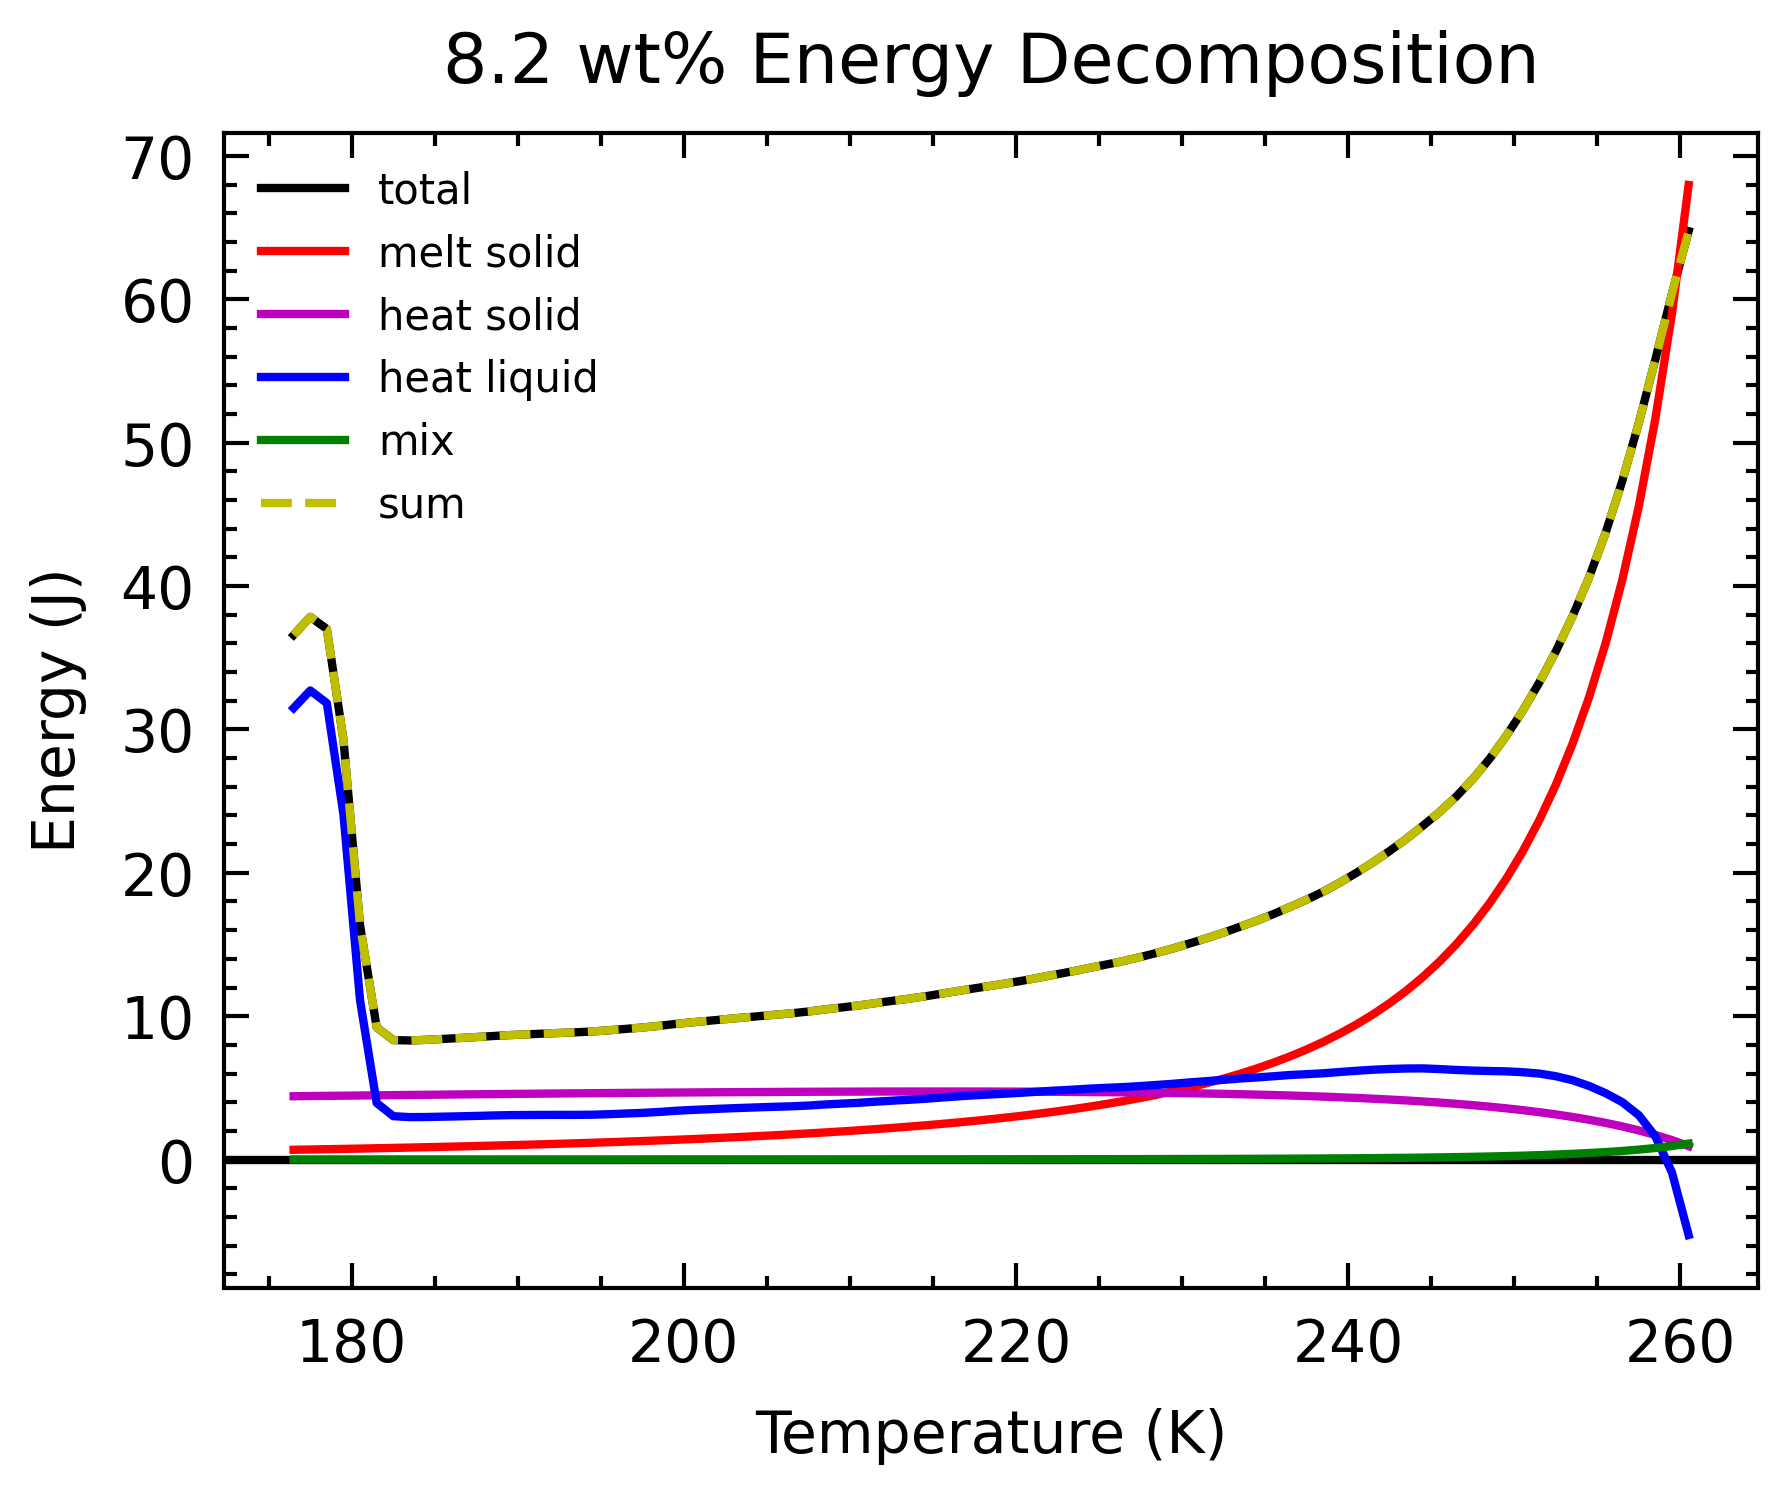 8.2 wt% Energy Decomposition
70
60
50
40
30
20
10
0
Energy (J)
total
melt solid
heat solid
heat liquid
mix
sum
180
200
220
240
260
Temperature (K)